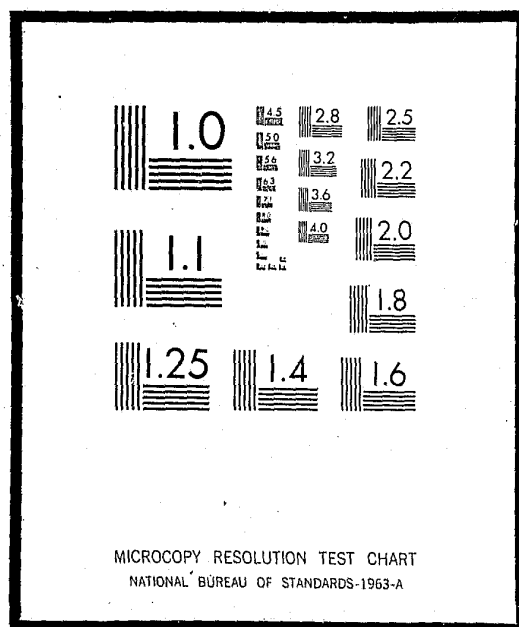 1.0
4.5 2.8 2.5
5.0
5.6 3.2 2.2
6.3
3.6
4.0 2.0
1.1
1.8
1.25 1.4 1.6
MICROCOPY RESOLUTION TEST CHART
NATIONAL BUREAU OF STANDARDS-1963-A